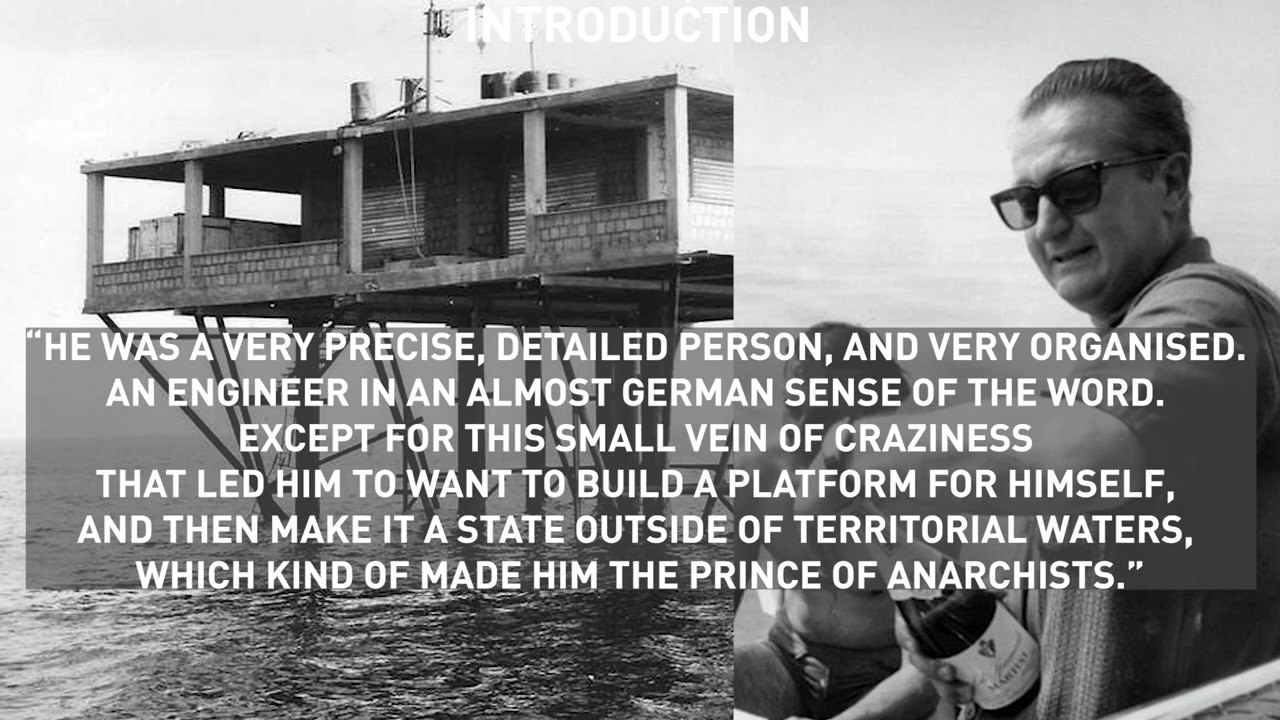 INTRODUCTION
“HE WAS A VERY PRECISE, DETAILED PERSON, AND VERY ORGANISED.
AN ENGINEER IN AN ALMOST GERMAN SENSE OF THE WORD.
EXCEPT FOR THIS SMALL VEIN OF CRAZINESS
THAT LED HIM TO WANT TO BUILD A PLATFORM FOR HIMSELF,
AND THEN MAKE IT A STATE OUTSIDE OF TERRITORIAL WATERS,
WHICH KIND OF MADE HIM THE PRINCE OF ANARCHISTS.”
MARTINI